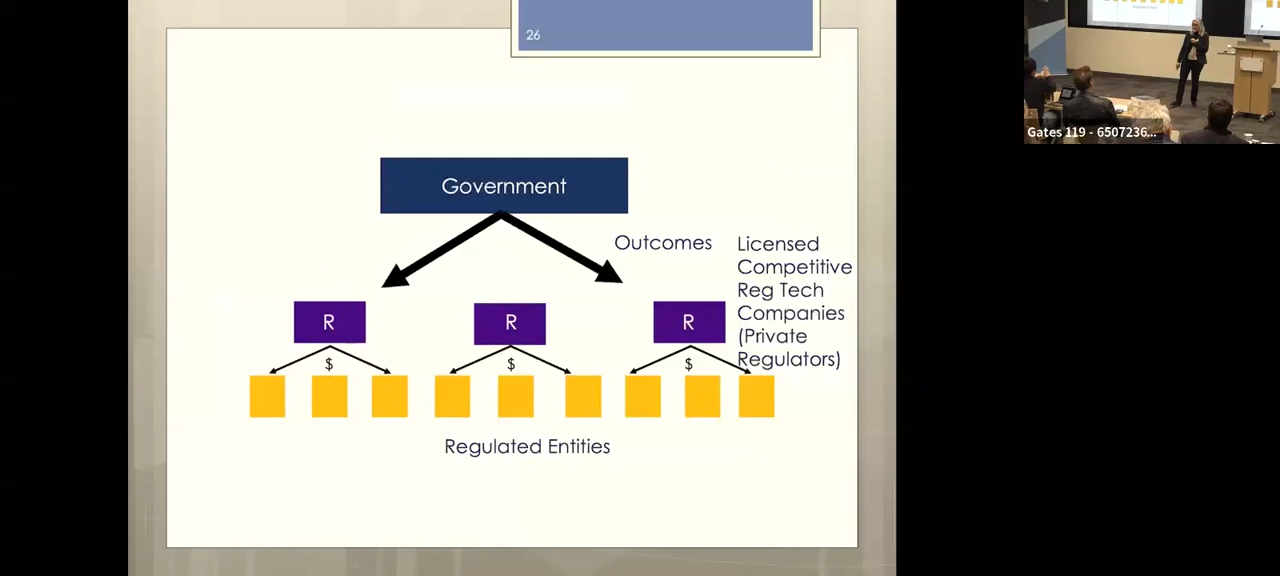 26
Government
Outcomes
Licensed
Competitive
Reg Tech
Companies
(Private
Regulators)
R
R
R
$
$
$
Regulated Entities
Gates 119 - 6507236...